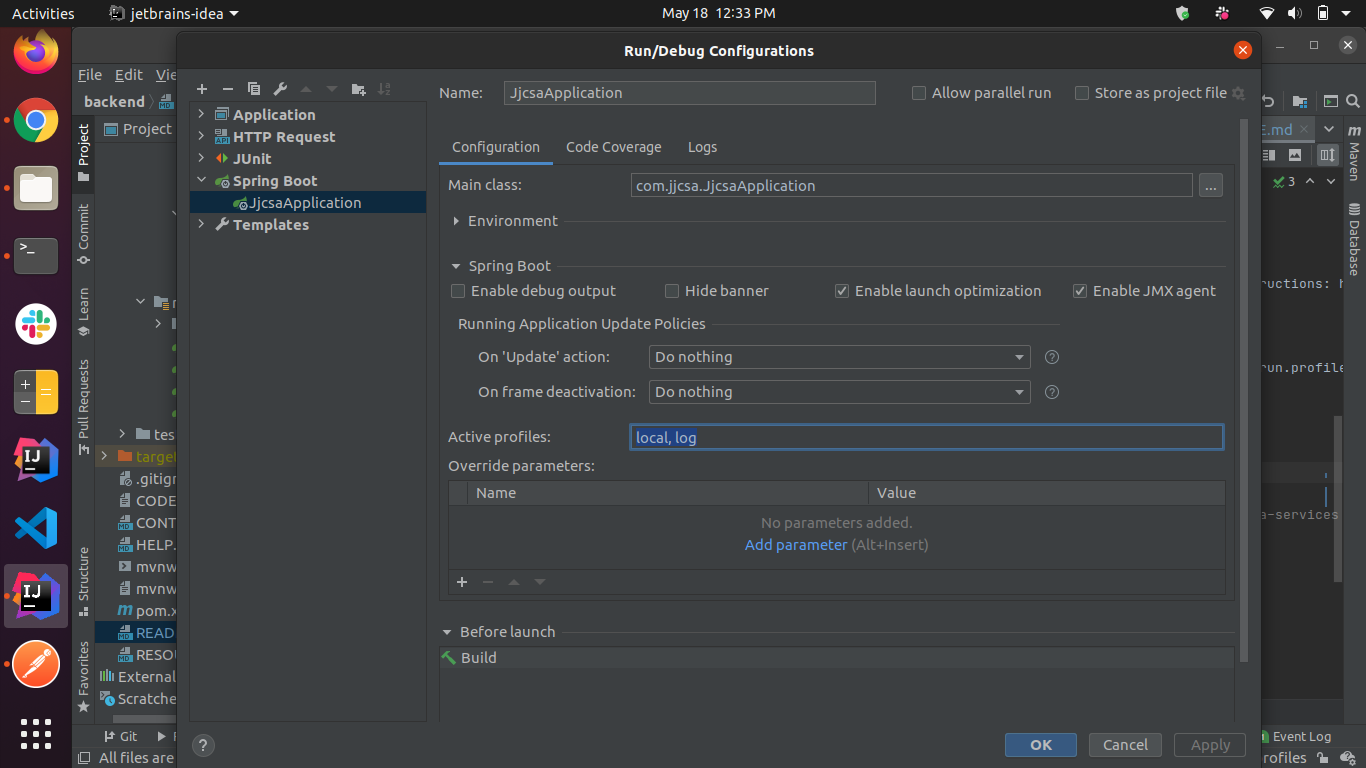 Activities
jetbrains-idea
May 18 12:33 PM
Run/Debug Configurations
File Edit Vie
backend
Project
Project
Commit
Learn
Pull Requests
Structure
Favorites
tes
target
.gitign
CODE
CONT
HELP.
mvnw
mvnw
pom.x
READ
RESOU
External
Scratche
Git
All files are
Application
HTTP Request
JUnit
Spring Boot
JjcsaApplication
Templates
Name: JjcsaApplication
Allow parallel run
Store as project file
Configuration Code Coverage Logs
Main class: com.jjcsa.JjcsaApplication ...
Environment
Spring Boot
Enable debug output Hide banner Enable launch optimization Enable JMX agent
Running Application Update Policies
On 'Update' action: Do nothing
On frame deactivation: Do nothing
Active profiles: local, log
Override parameters:
Name Value
No parameters added.
Add parameter (Alt+Insert)
Before launch
Build
OK Cancel Apply
E.md
3
ructions: h
run.profile
a-services
m
Maven
Database
Event Log
rofiles